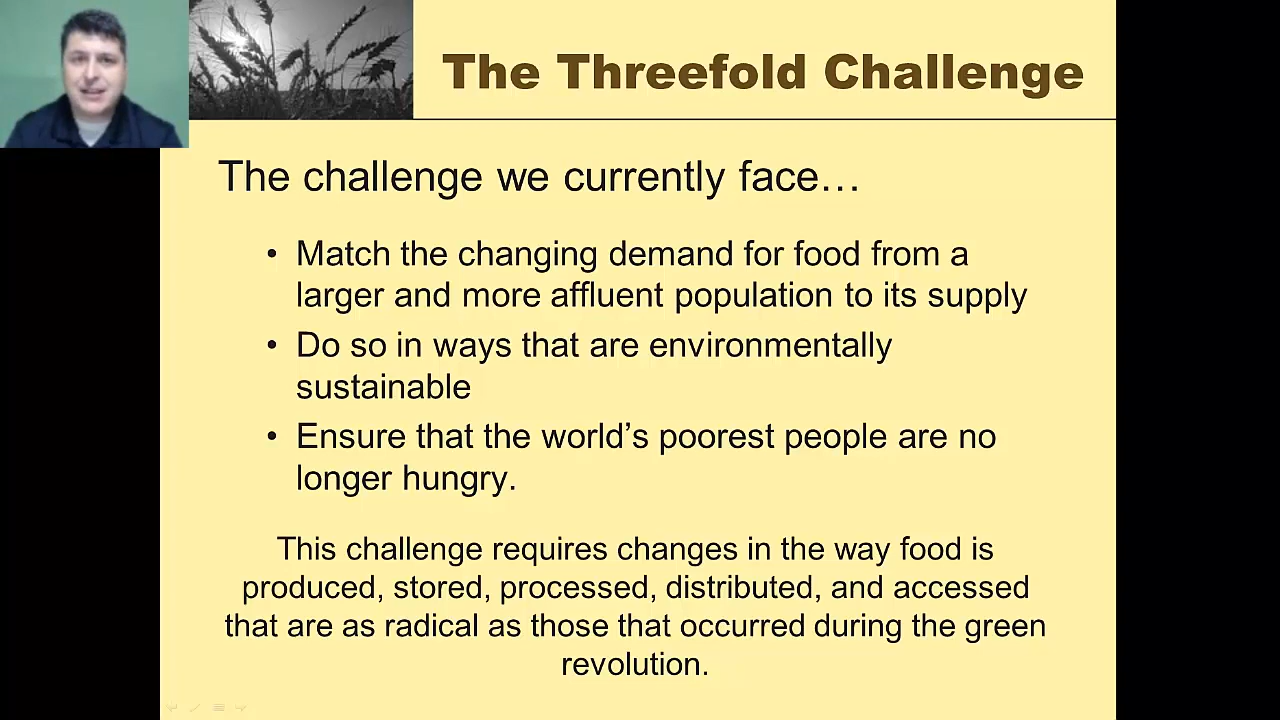 The Threefold Challenge
The challenge we currently face…
• Match the changing demand for food from a
larger and more affluent population to its supply
• Do so in ways that are environmentally
sustainable
• Ensure that the world’s poorest people are no
longer hungry.
This challenge requires changes in the way food is
produced, stored, processed, distributed, and accessed
that are as radical as those that occurred during the green
revolution.